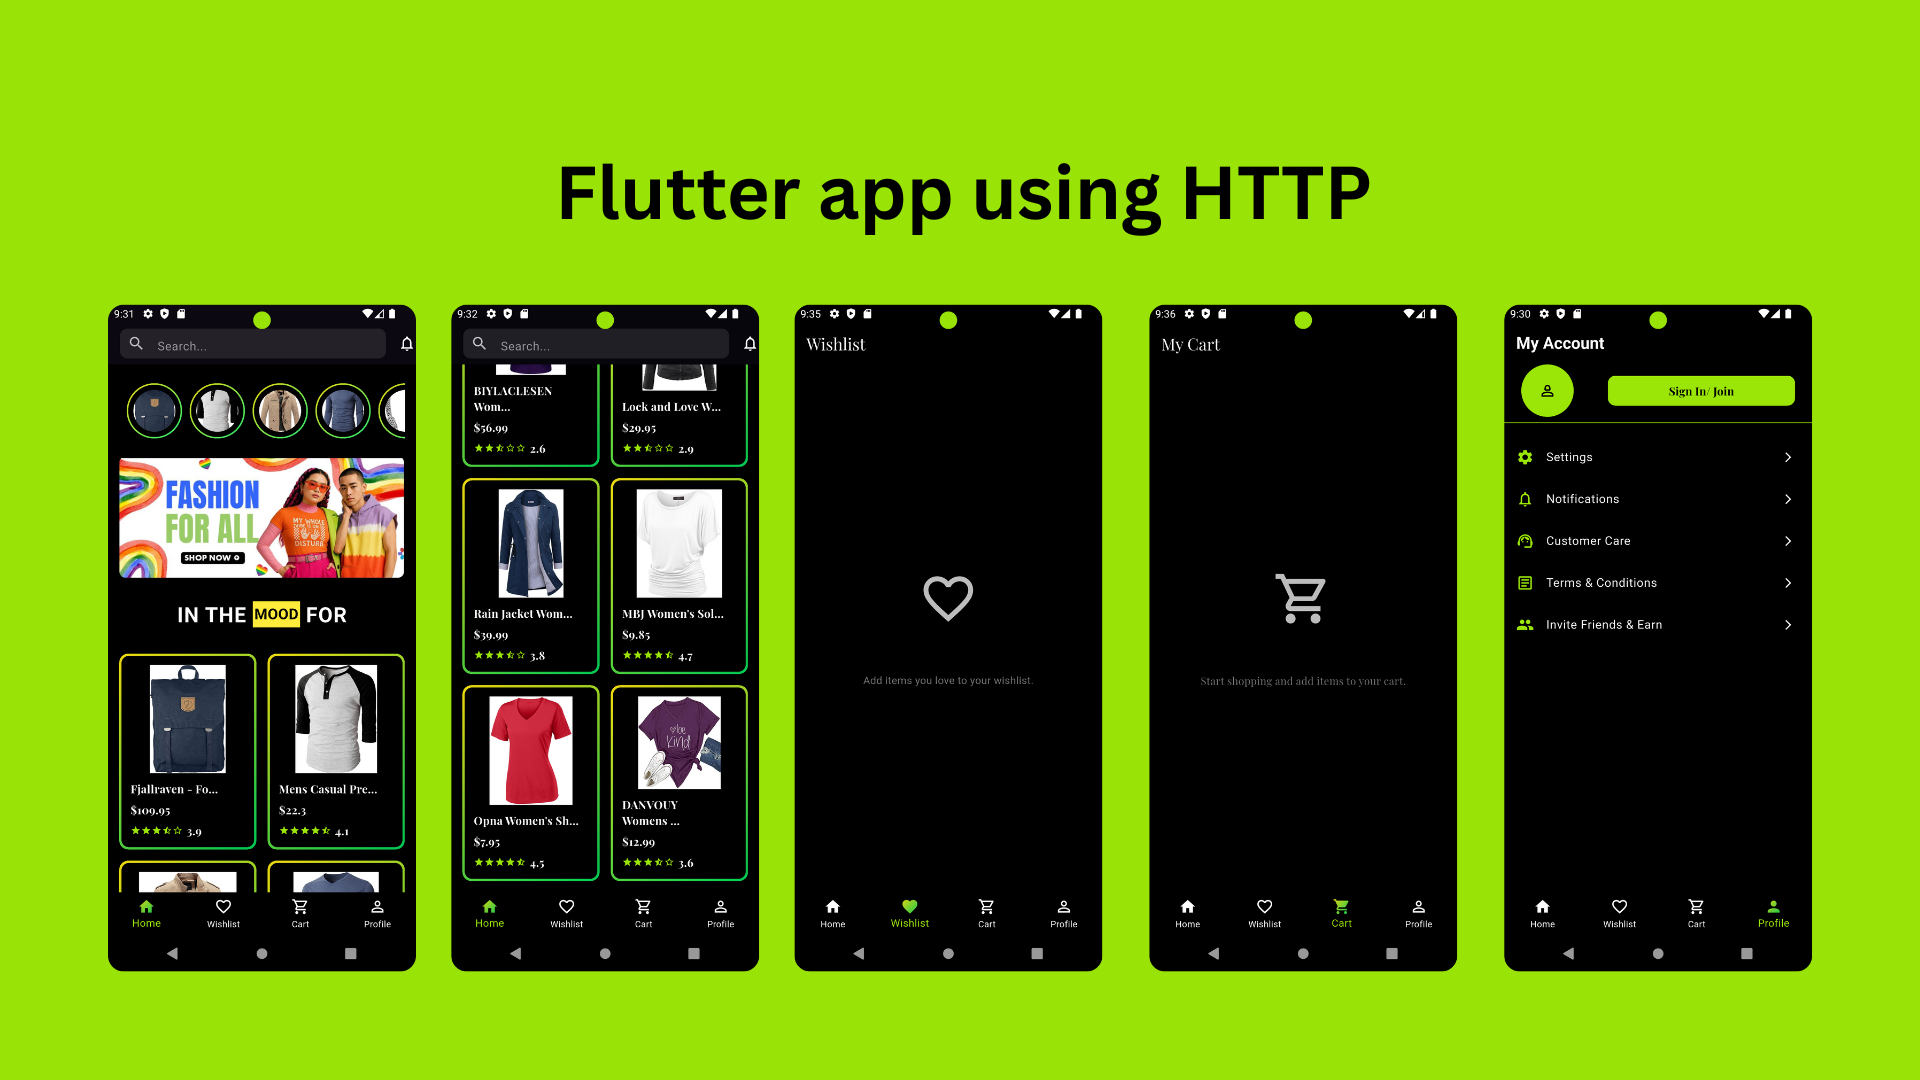 Flutter app using HTTP
9:31
Search...
FASHION
FOR ALL
SHOP NOW
MY WHOLE
DISTURB
IN THE MOOD FOR
Fjallraven - Fo...
$109.95
3.9
Mens Casual Pre...
$22.3
4.1
Home
Wishlist
Cart
Profile
9:32
Search...
BIYLACLESEN
Wom...
$56.99
2.6
Lock and Love W...
$29.95
2.9
Rain Jacket Wom...
$39.99
3.8
MBJ Women's Sol...
$9.85
4.7
Opna Women's Sh...
$7.95
4.5
be
kind
DANVOUY
Womens ...
$12.99
3.6
Home
Wishlist
Cart
Profile
9:35
Wishlist
Add items you love to your wishlist.
Home
Wishlist
Cart
Profile
9:36
My Cart
Start shopping and add items to your cart.
Home
Wishlist
Cart
Profile
9:30
My Account
Sign In/ Join
Settings
Notifications
Customer Care
Terms & Conditions
Invite Friends & Earn
Home
Wishlist
Cart
Profile